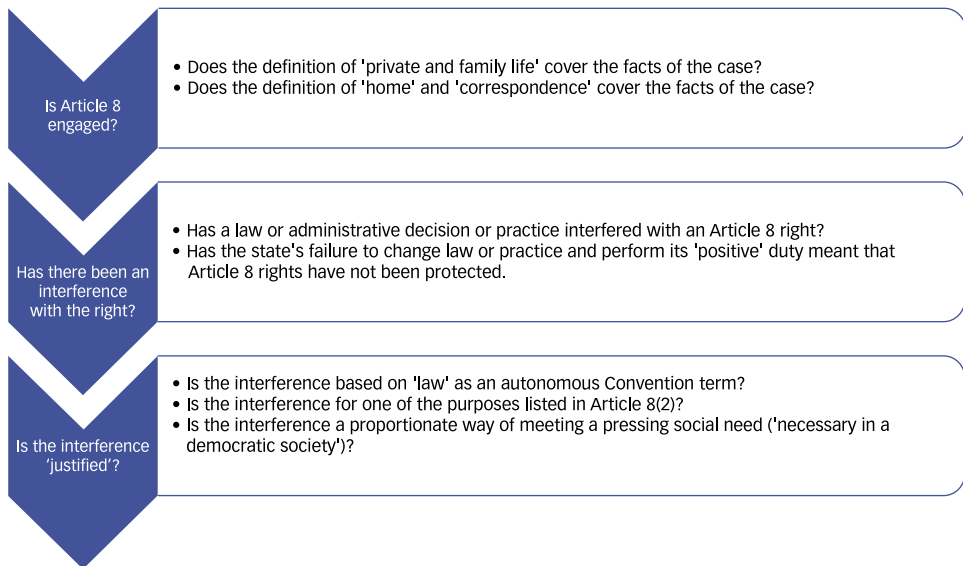 Is Article 8
engaged?
• Does the definition of 'private and family life' cover the facts of the case?
• Does the definition of 'home' and 'correspondence' cover the facts of the case?
Has there been an
interference
with the right?
• Has a law or administrative decision or practice interfered with an Article 8 right?
• Has the state's failure to change law or practice and perform its 'positive' duty meant that
Article 8 rights have not been protected.
Is the interference
‘justified’?
• Is the interference based on 'law' as an autonomous Convention term?
• Is the interference for one of the purposes listed in Article 8(2)?
• Is the interference a proportionate way of meeting a pressing social need ('necessary in a
democratic society')?